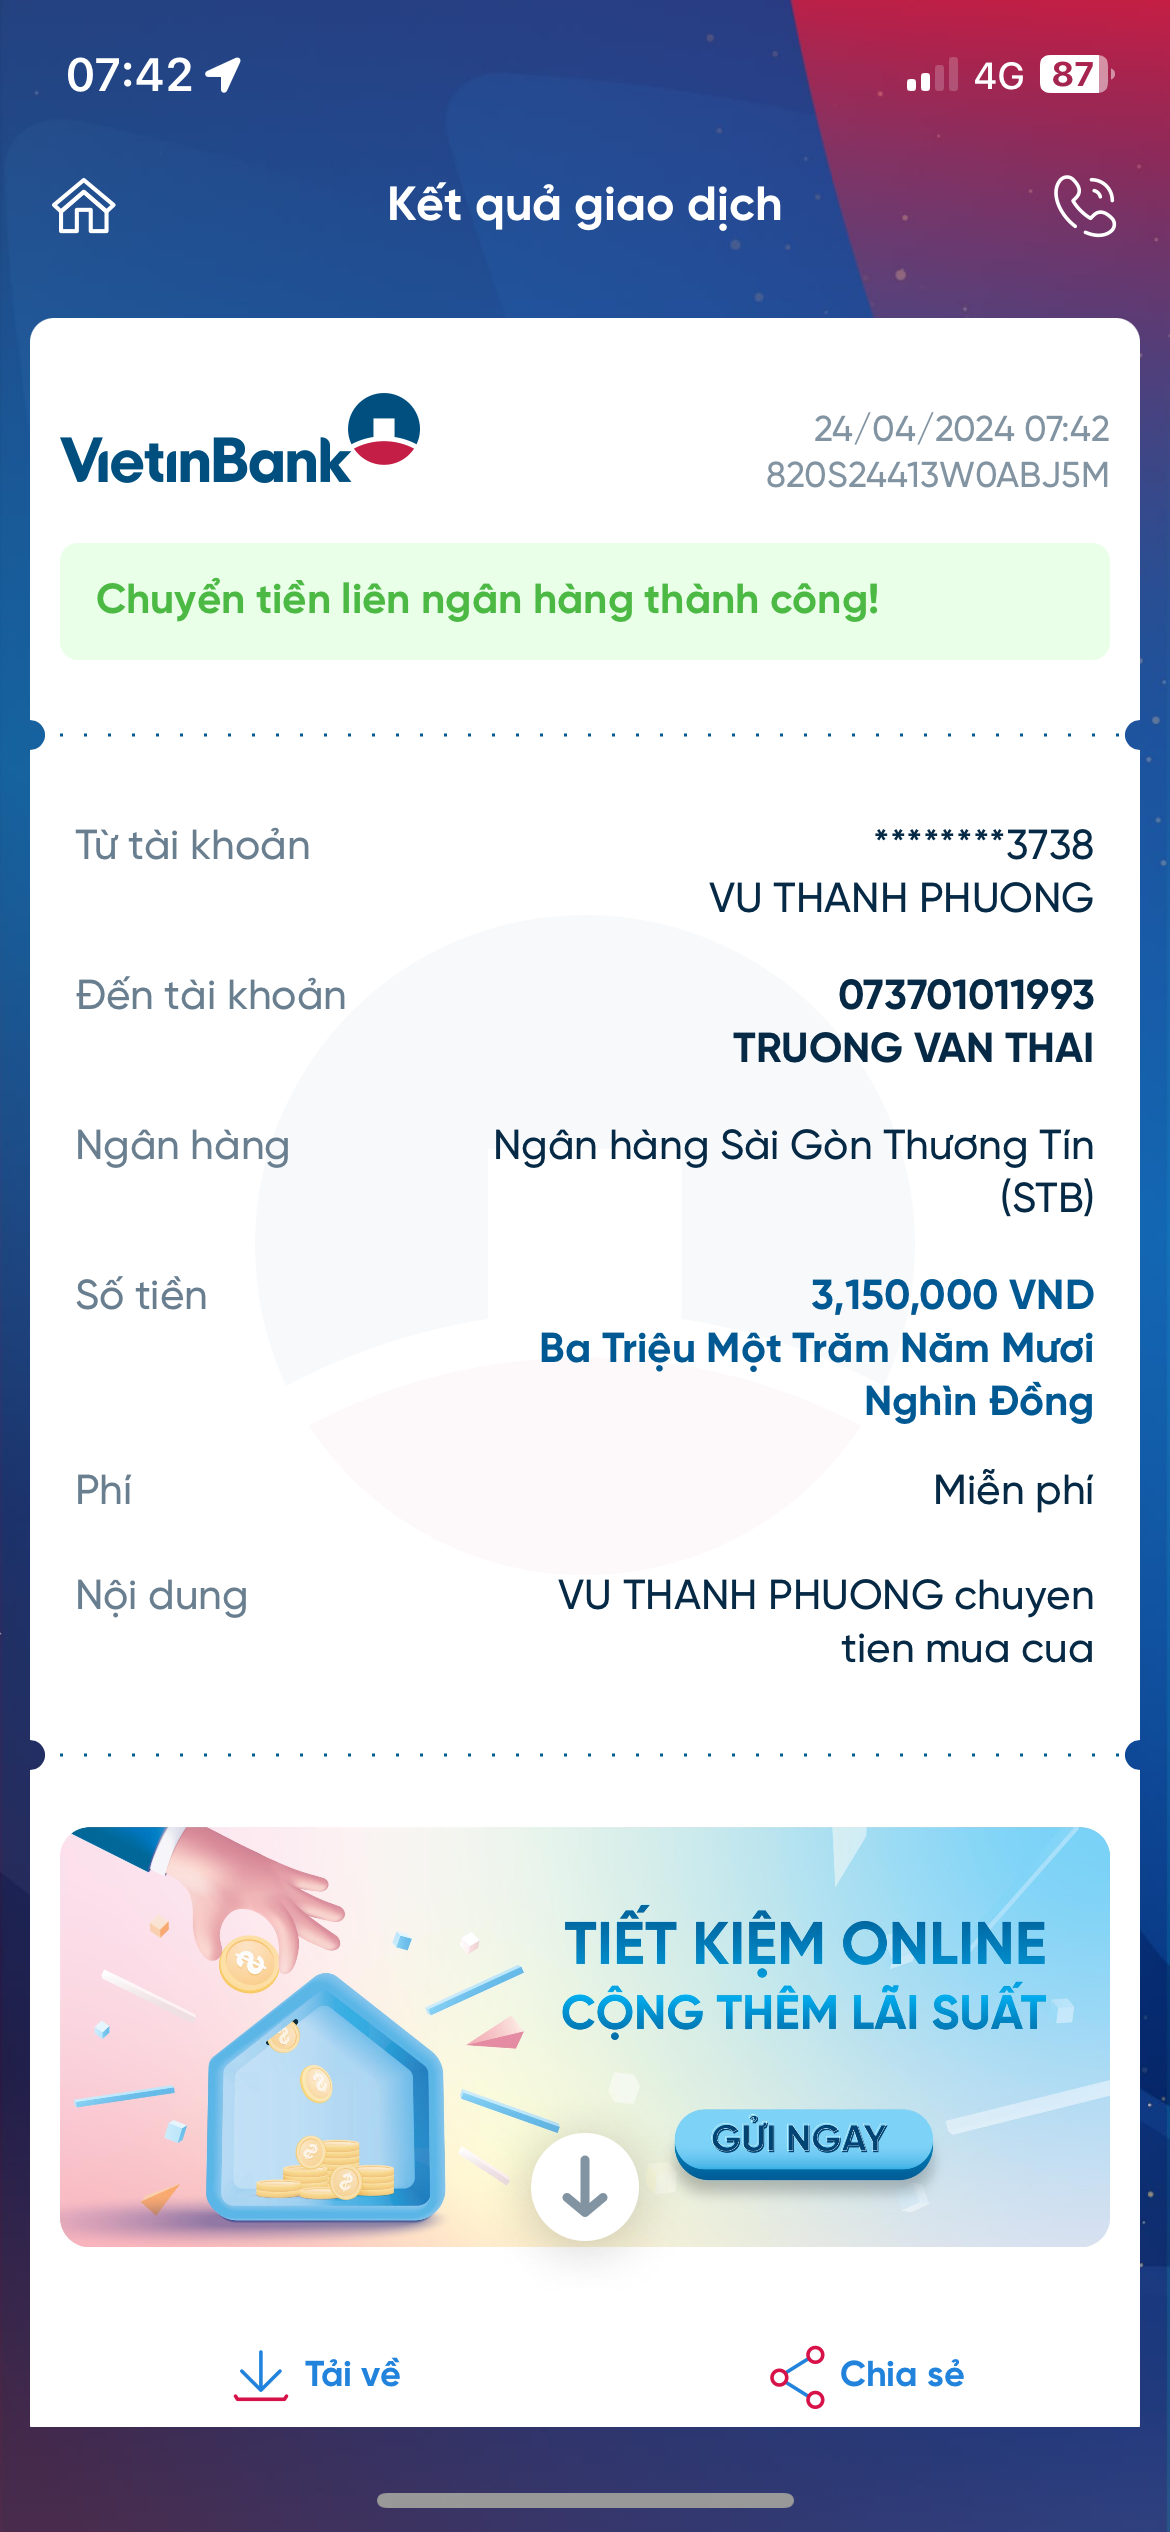 07:42
4G 87
Kết quả giao dịch
VietinBank
24/04/2024 07:42
820S24413W0ABJ5M
Chuyển tiền liên ngân hàng thành công!
Từ tài khoản
********3738
VU THANH PHUONG
Đến tài khoản
073701011993
TRUONG VAN THAI
Ngân hàng
Ngân hàng Sài Gòn Thương Tín
(STB)
Số tiền
3,150,000 VND
Ba Triệu Một Trăm Năm Mươi
Nghìn Đồng
Phí
Miễn phí
Nội dung
VU THANH PHUONG chuyen
tien mua cua
TIẾT KIỆM ONLINE
CỘNG THÊM LÃI SUẤT
GỬI NGAY
Tải về
Chia sẻ